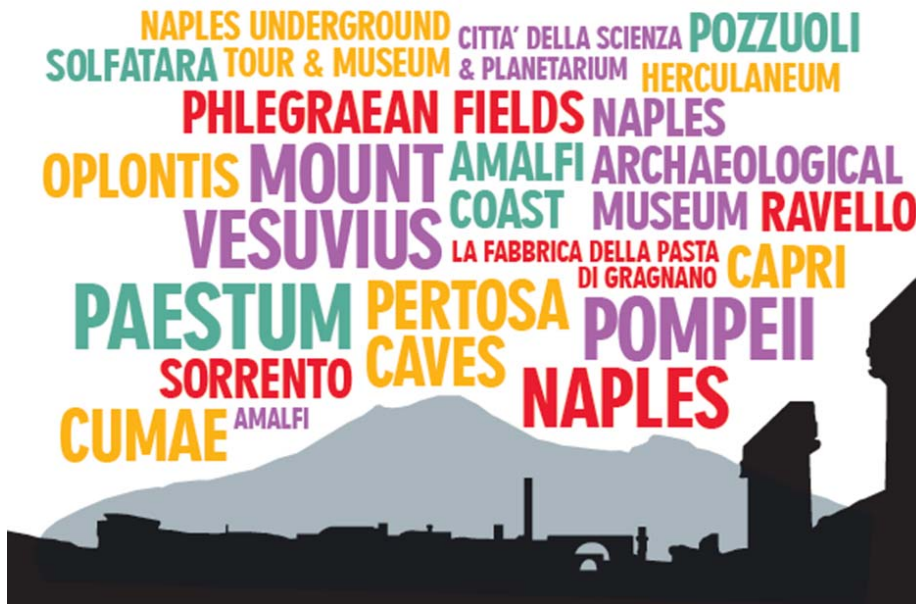 NAPLES UNDERGROUND
TOUR & MUSEUM
CITTA’ DELLA SCIENZA
& PLANETARIUM
POZZUOLI
SOLFATARA
HERCULANEUM
PHLEGRAEAN FIELDS
NAPLES
ARCHAEOLOGICAL
MUSEUM
OPLONTIS
MOUNT
VESUVIUS
AMALFI
COAST
RAVELLO
LA FABBRICA DELLA PASTA
DI GRAGNANO
CAPRI
PAESTUM
PERTOSA
CAVES
POMPEII
SORRENTO
NAPLES
CUMAE
AMALFI